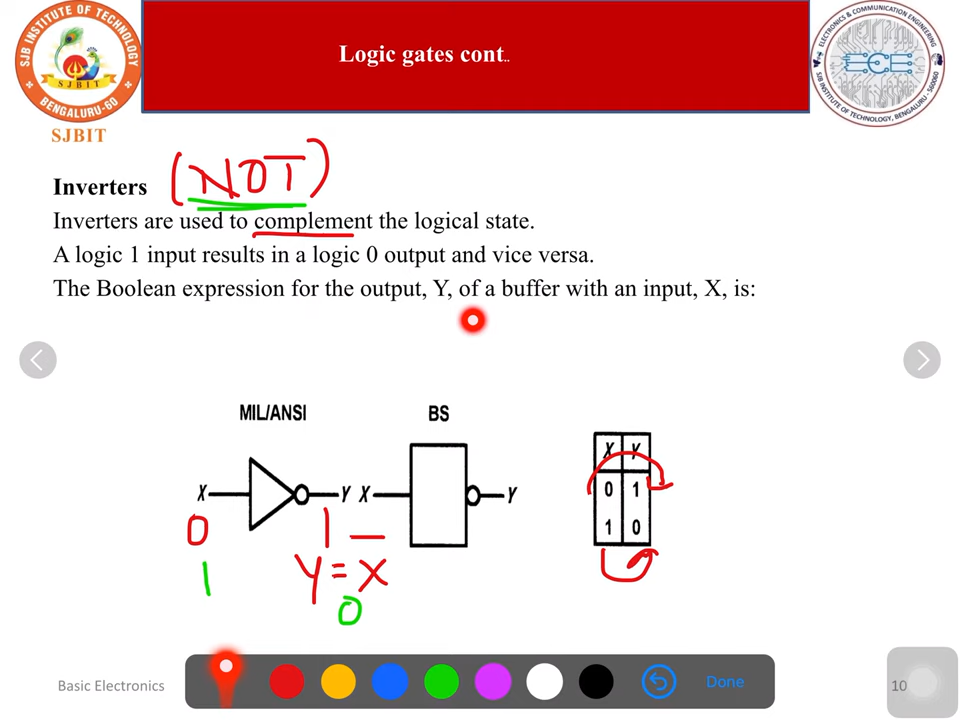 SJB INSTITUTE OF TECHNOLOGY
SJBIT
BENGALURU-60
SJBIT
Logic gates cont..
ELECTRONICS & COMMUNICATION ENGINEERING
ECE
SJB INSTITUTE OF TECHNOLOGY, BENGALURU-560060
Inverters (NOT)
Inverters are used to complement the logical state.
A logic 1 input results in a logic 0 output and vice versa.
The Boolean expression for the output, Y, of a buffer with an input, X, is:
MIL/ANSI BS
X Y
X Y X Y
0 1
1 0
0 1
Y = X̅
1 0
Basic Electronics
Done
10